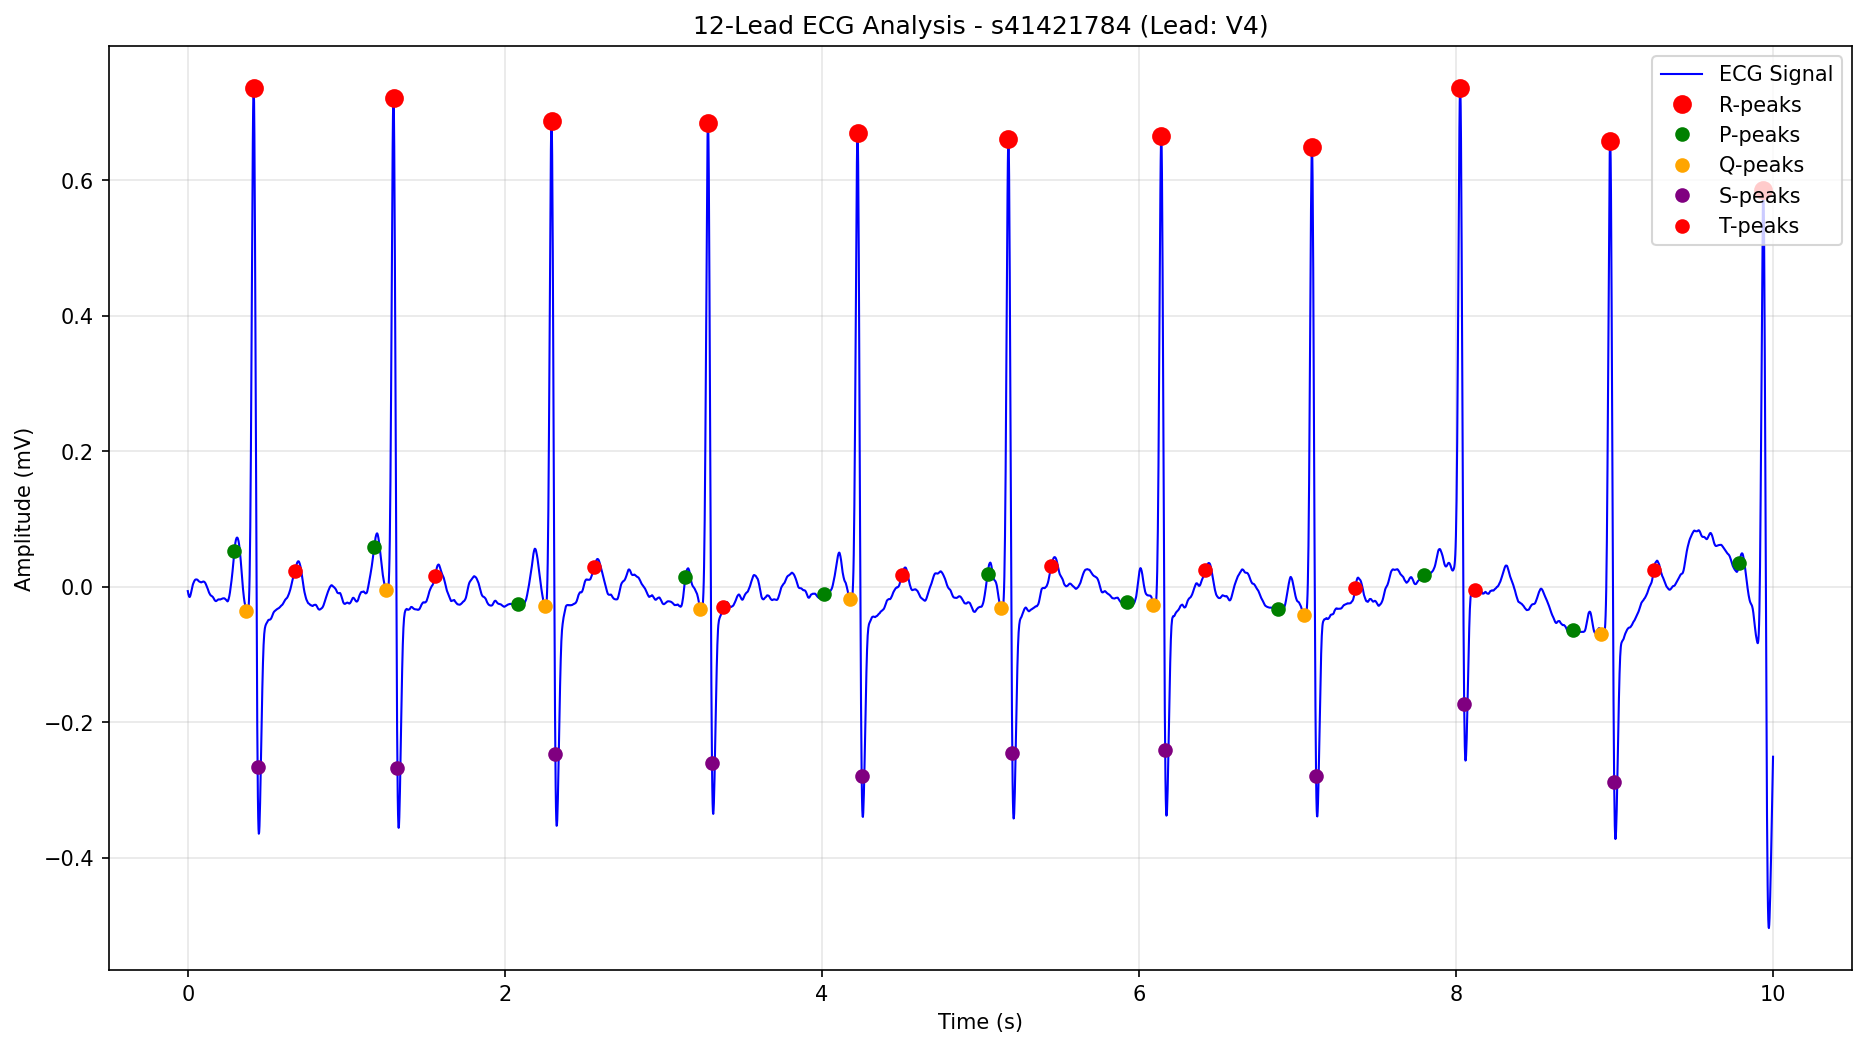 12-Lead ECG Analysis - s41421784 (Lead: V4)
ECG Signal
R-peaks
P-peaks
Q-peaks
S-peaks
T-peaks
Amplitude (mV)
0.6
0.4
0.2
0.0
−0.2
−0.4
0 2 4 6 8 10
Time (s)